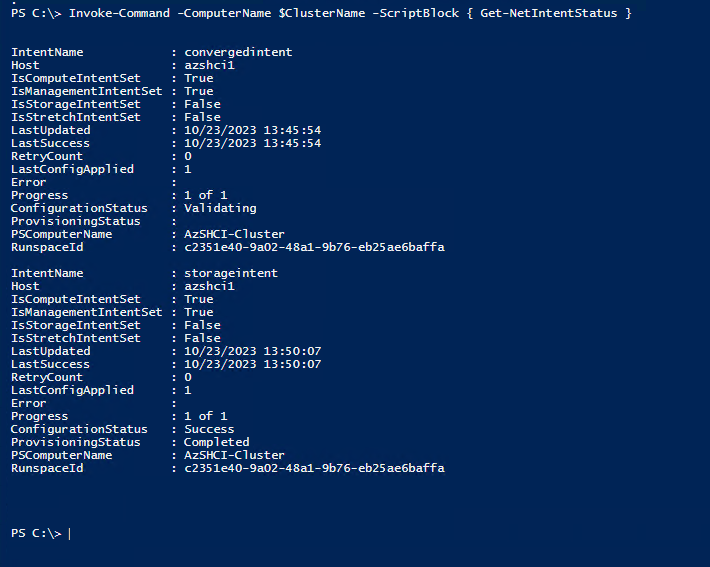 PS C:\> Invoke-Command -ComputerName $ClusterName -ScriptBlock { Get-NetIntentStatus }
IntentName : convergedintent
Host : azshci1
IsComputeIntentSet : True
IsManagementIntentSet : True
IsStorageIntentSet : False
IsStretchIntentSet : False
LastUpdated : 10/23/2023 13:45:54
LastSuccess : 10/23/2023 13:45:54
RetryCount : 0
LastConfigApplied : 1
Error :
Progress : 1 of 1
ConfigurationStatus : Validating
ProvisioningStatus :
PSComputerName : AzSHCI-Cluster
RunspaceId : c2351e40-9a02-48a1-9b76-eb25ae6baffa
IntentName : storageintent
Host : azshci1
IsComputeIntentSet : True
IsManagementIntentSet : True
IsStorageIntentSet : False
IsStretchIntentSet : False
LastUpdated : 10/23/2023 13:50:07
LastSuccess : 10/23/2023 13:50:07
RetryCount : 0
LastConfigApplied : 1
Error :
Progress : 1 of 1
ConfigurationStatus : Success
ProvisioningStatus : Completed
PSComputerName : AzSHCI-Cluster
RunspaceId : c2351e40-9a02-48a1-9b76-eb25ae6baffa
PS C:\>